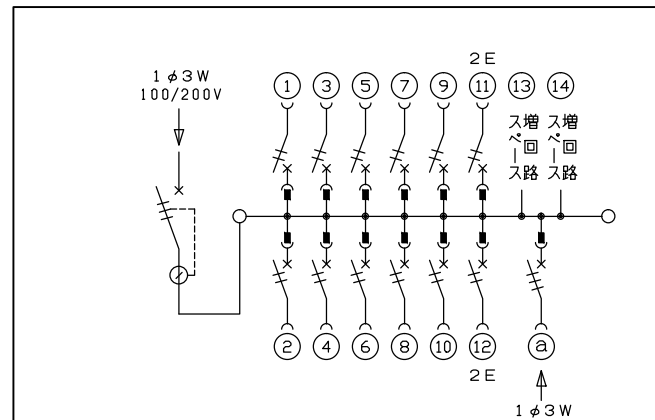 2E
1φ3W
100/200V
① ③ ⑤ ⑦ ⑨ ⑪ ⑬ ⑭
増回路
スペース
増回路
スペース
② ④ ⑥ ⑧ ⑩ ⑫ ⓐ
2E
1φ3W